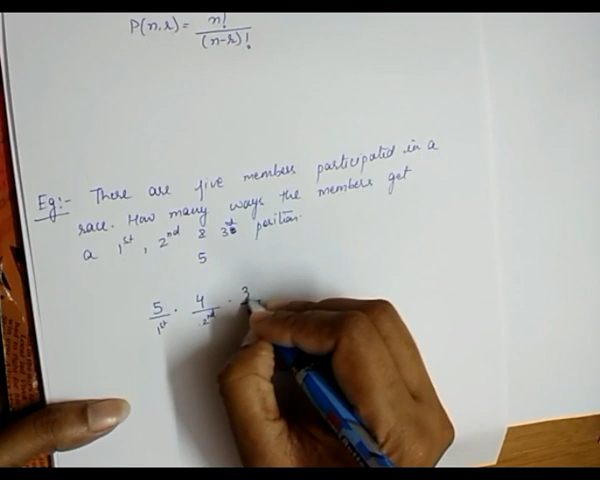 P(n,r) = n! / (n-r)!
Eg:- There are five members participated in a
race. How many ways the members get
a 1st, 2nd & 3rd position.
5
5 . 4 . 3
1st 2nd